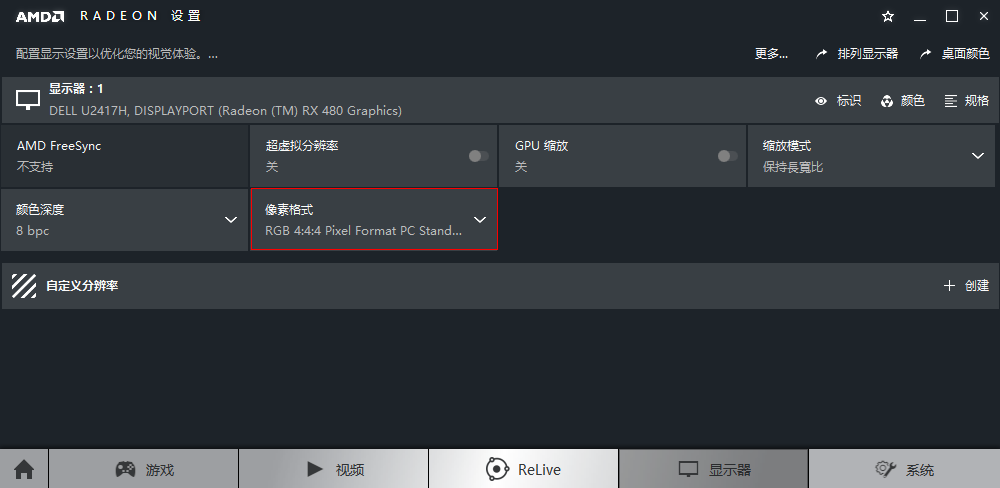 AMD RADEON 设置
配置显示设置以优化您的视觉体验。...
更多... 排列显示器 桌面颜色
显示器：1
DELL U2417H, DISPLAYPORT (Radeon (TM) RX 480 Graphics)
标识 颜色 规格
AMD FreeSync
不支持
超虚拟分辨率
关
GPU 缩放
关
缩放模式
保持長寬比
颜色深度
8 bpc
像素格式
RGB 4:4:4 Pixel Format PC Stand...
自定义分辨率
创建
游戏 视频 ReLive 显示器 系统